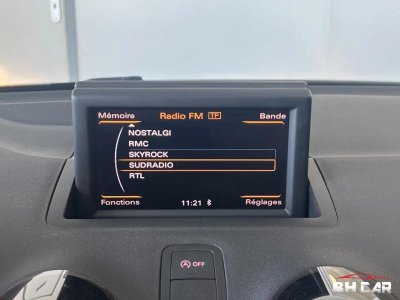 Mémoire Radio FM TP Bande
NOSTALGI
RMC
SKYROCK
SUDRADIO
RTL
Fonctions 11:21 Réglages
A OFF
BH CAR